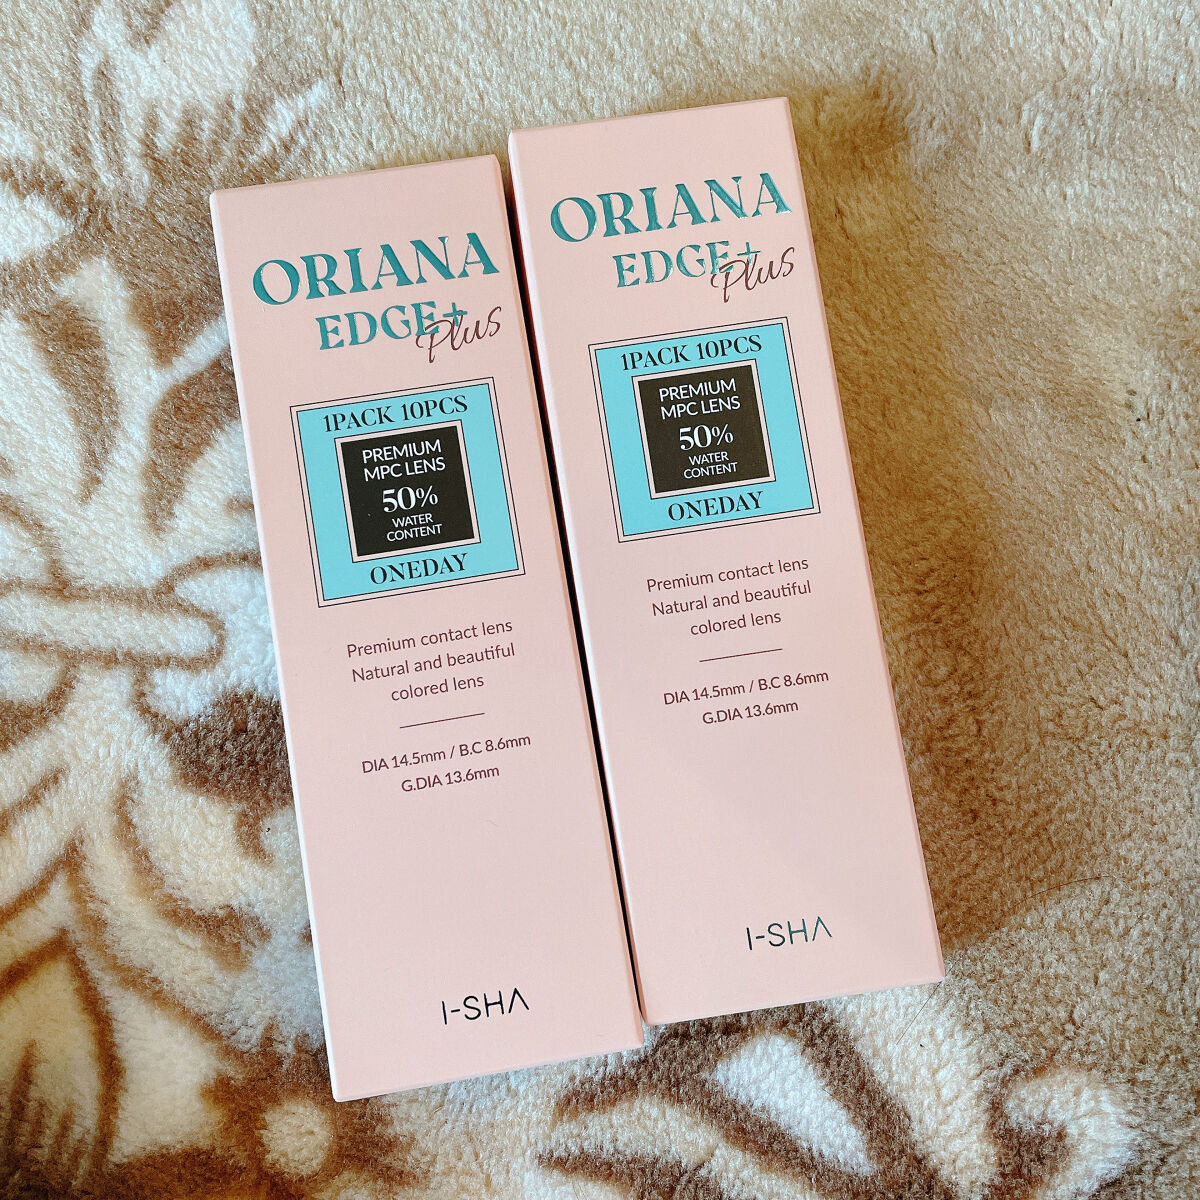 ORIANA
EDGE+
Plus
1PACK 10PCS
PREMIUM
MPC LENS
50%
WATER
CONTENT
ONEDAY
Premium contact lens
Natural and beautiful
colored lens
DIA 14.5mm / B.C 8.6mm
G.DIA 13.6mm
I-SHA
ORIANA
EDGE+
Plus
1PACK 10PCS
PREMIUM
MPC LENS
50%
WATER
CONTENT
ONEDAY
Premium contact lens
Natural and beautiful
colored lens
DIA 14.5mm / B.C 8.6mm
G.DIA 13.6mm
I-SHA